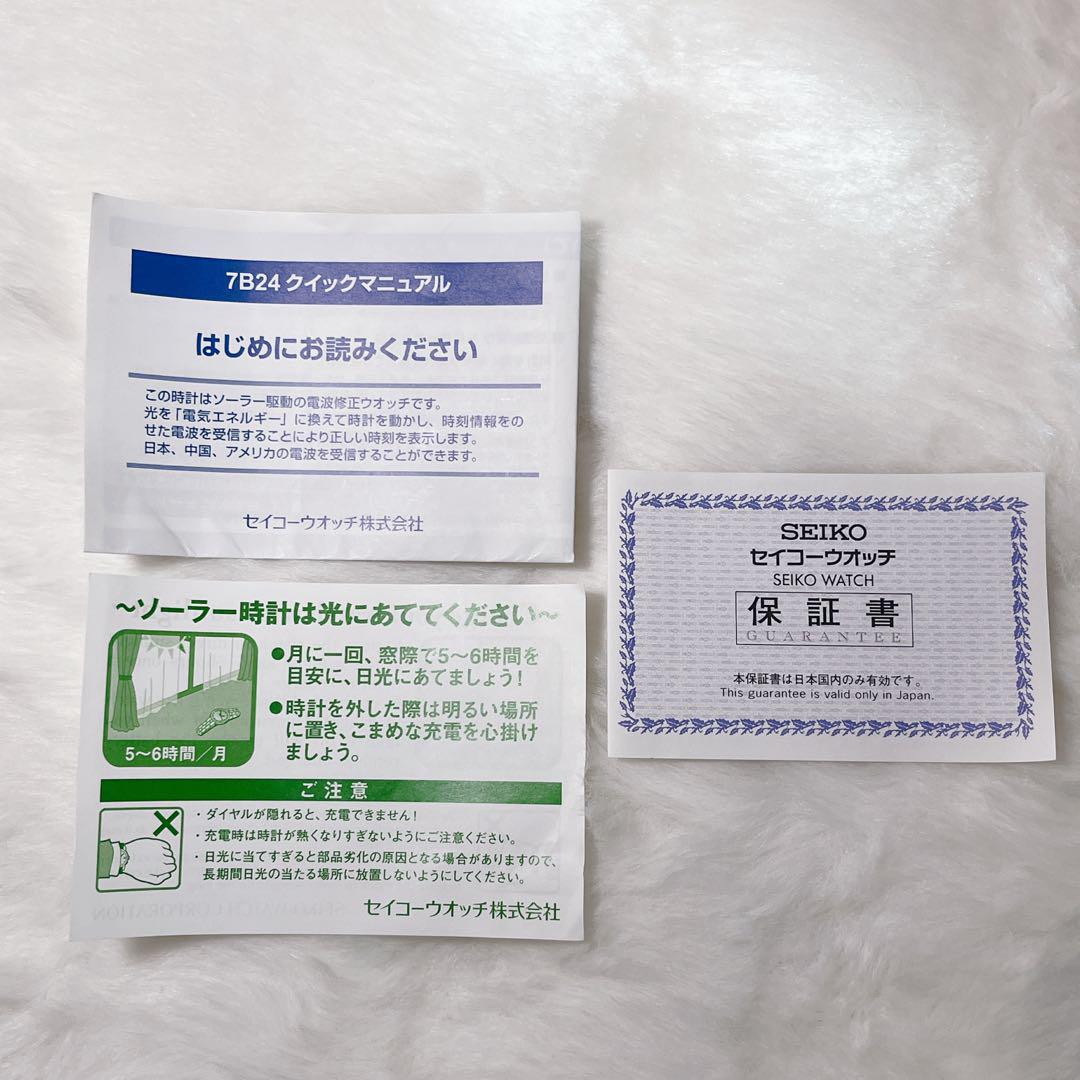 7B24 クイックマニュアル
はじめにお読みください
この時計はソーラー駆動の電波修正ウオッチです。
光を「電気エネルギー」に換えて時計を動かし、時刻情報をの
せた電波を受信することにより正しい時刻を表示します。
日本、中国、アメリカの電波を受信することができます。
セイコーウオッチ株式会社
～ソーラー時計は光にあててください～
●月に一回、窓際で5～6時間を
目安に、日光にあてましょう！
●時計を外した際は明るい場所
に置き、こまめな充電を心掛け
ましょう。
5～6時間／月
ご注意
・ダイヤルが隠れると、充電できません！
・充電時は時計が熱くなりすぎないようにご注意ください。
・日光に当てすぎると部品劣化の原因となる場合がありますので、
長期間日光の当たる場所に放置しないようにしてください。
セイコーウオッチ株式会社
SEIKO
セイコーウオッチ
SEIKO WATCH
保証書
GUARANTEE
本保証書は日本国内のみ有効です。
This guarantee is valid only in Japan.